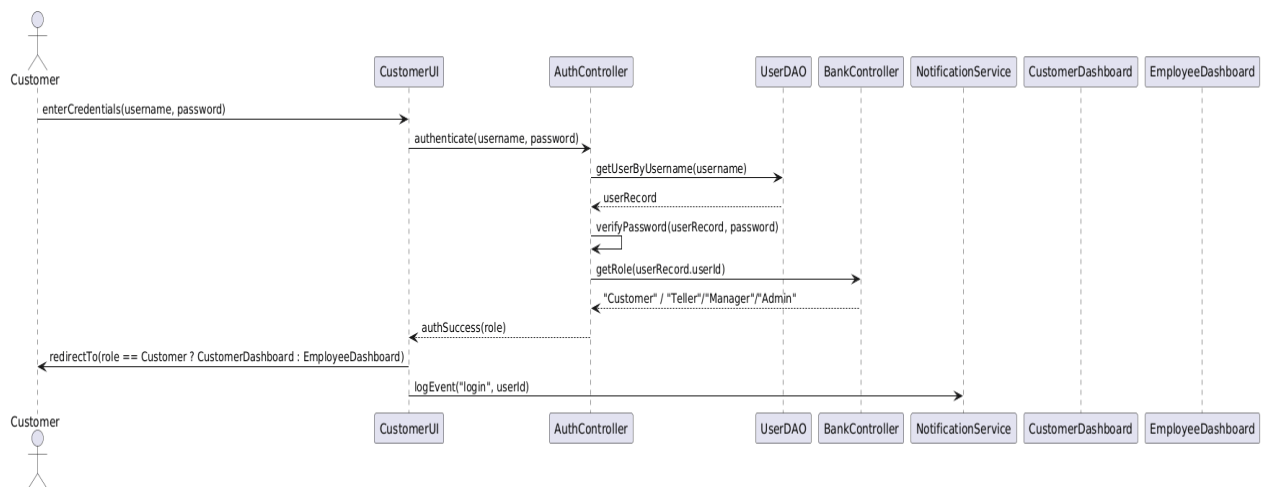 Customer
CustomerUI
AuthController
UserDAO
BankController
NotificationService
CustomerDashboard
EmployeeDashboard
enterCredentials(username, password)
authenticate(username, password)
getUserByUsername(username)
userRecord
verifyPassword(userRecord, password)
getRole(userRecord.userId)
"Customer" / "Teller"/"Manager"/"Admin"
authSuccess(role)
redirectTo(role == Customer ? CustomerDashboard : EmployeeDashboard)
logEvent("login", userId)
Customer
CustomerUI
AuthController
UserDAO
BankController
NotificationService
CustomerDashboard
EmployeeDashboard